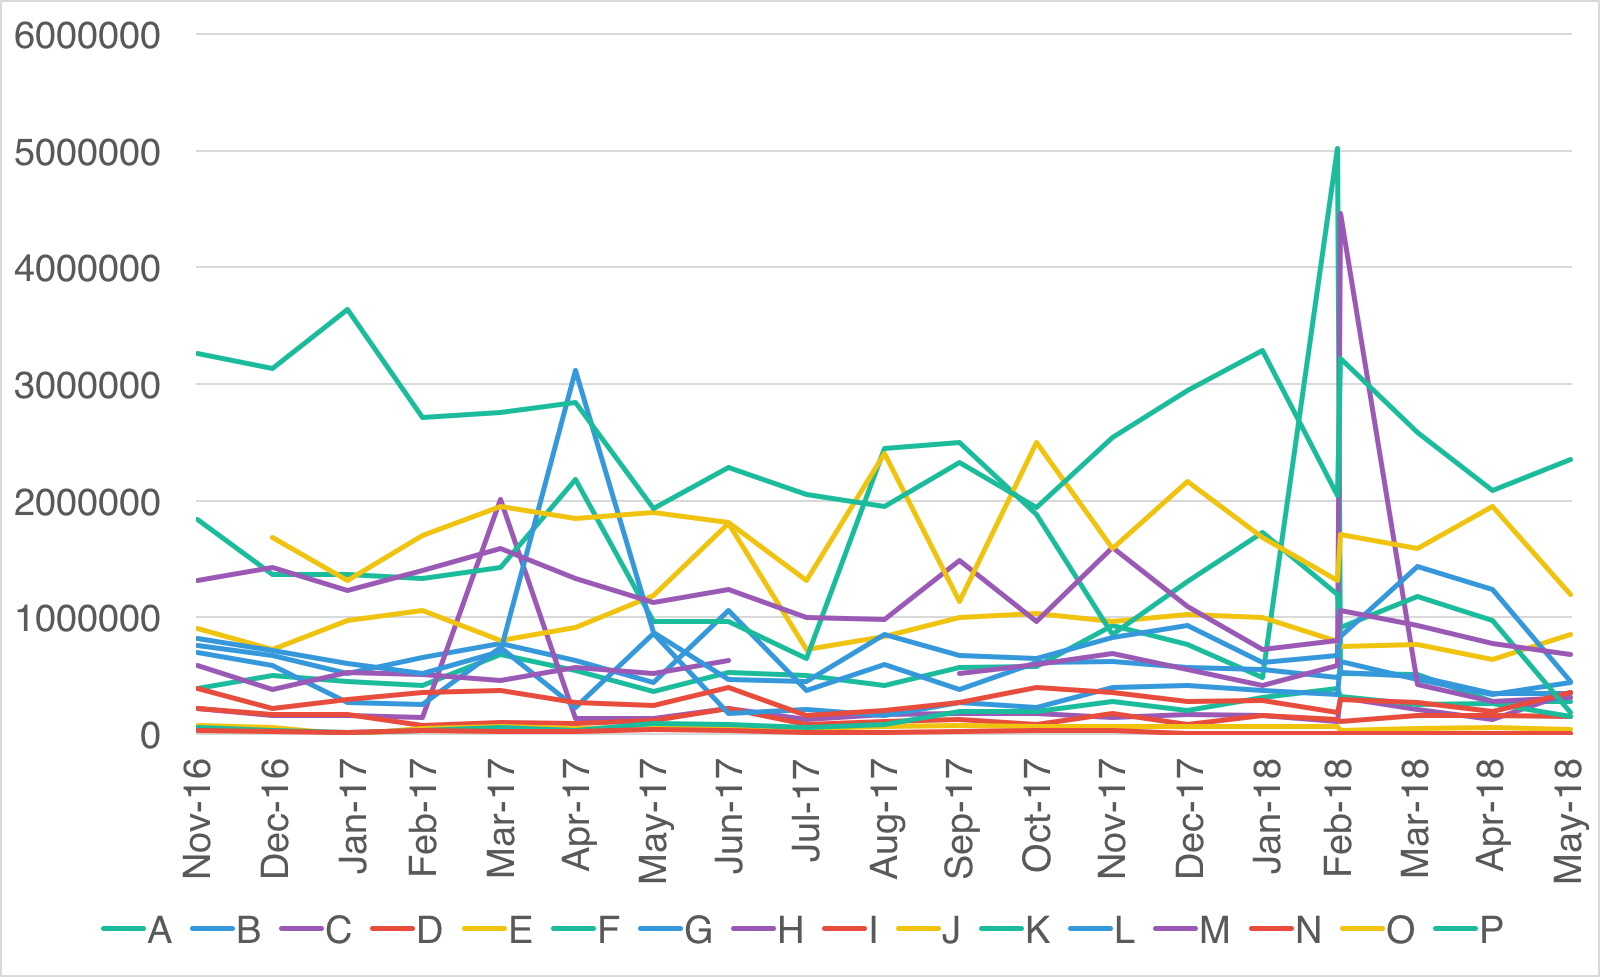 6000000
5000000
4000000
3000000
2000000
1000000
0
Nov-16
Dec-16
Jan-17
Feb-17
Mar-17
Apr-17
May-17
Jun-17
Jul-17
Aug-17
Sep-17
Oct-17
Nov-17
Dec-17
Jan-18
Feb-18
Mar-18
Apr-18
May-18
A B C D E F G H I J K L M N O P